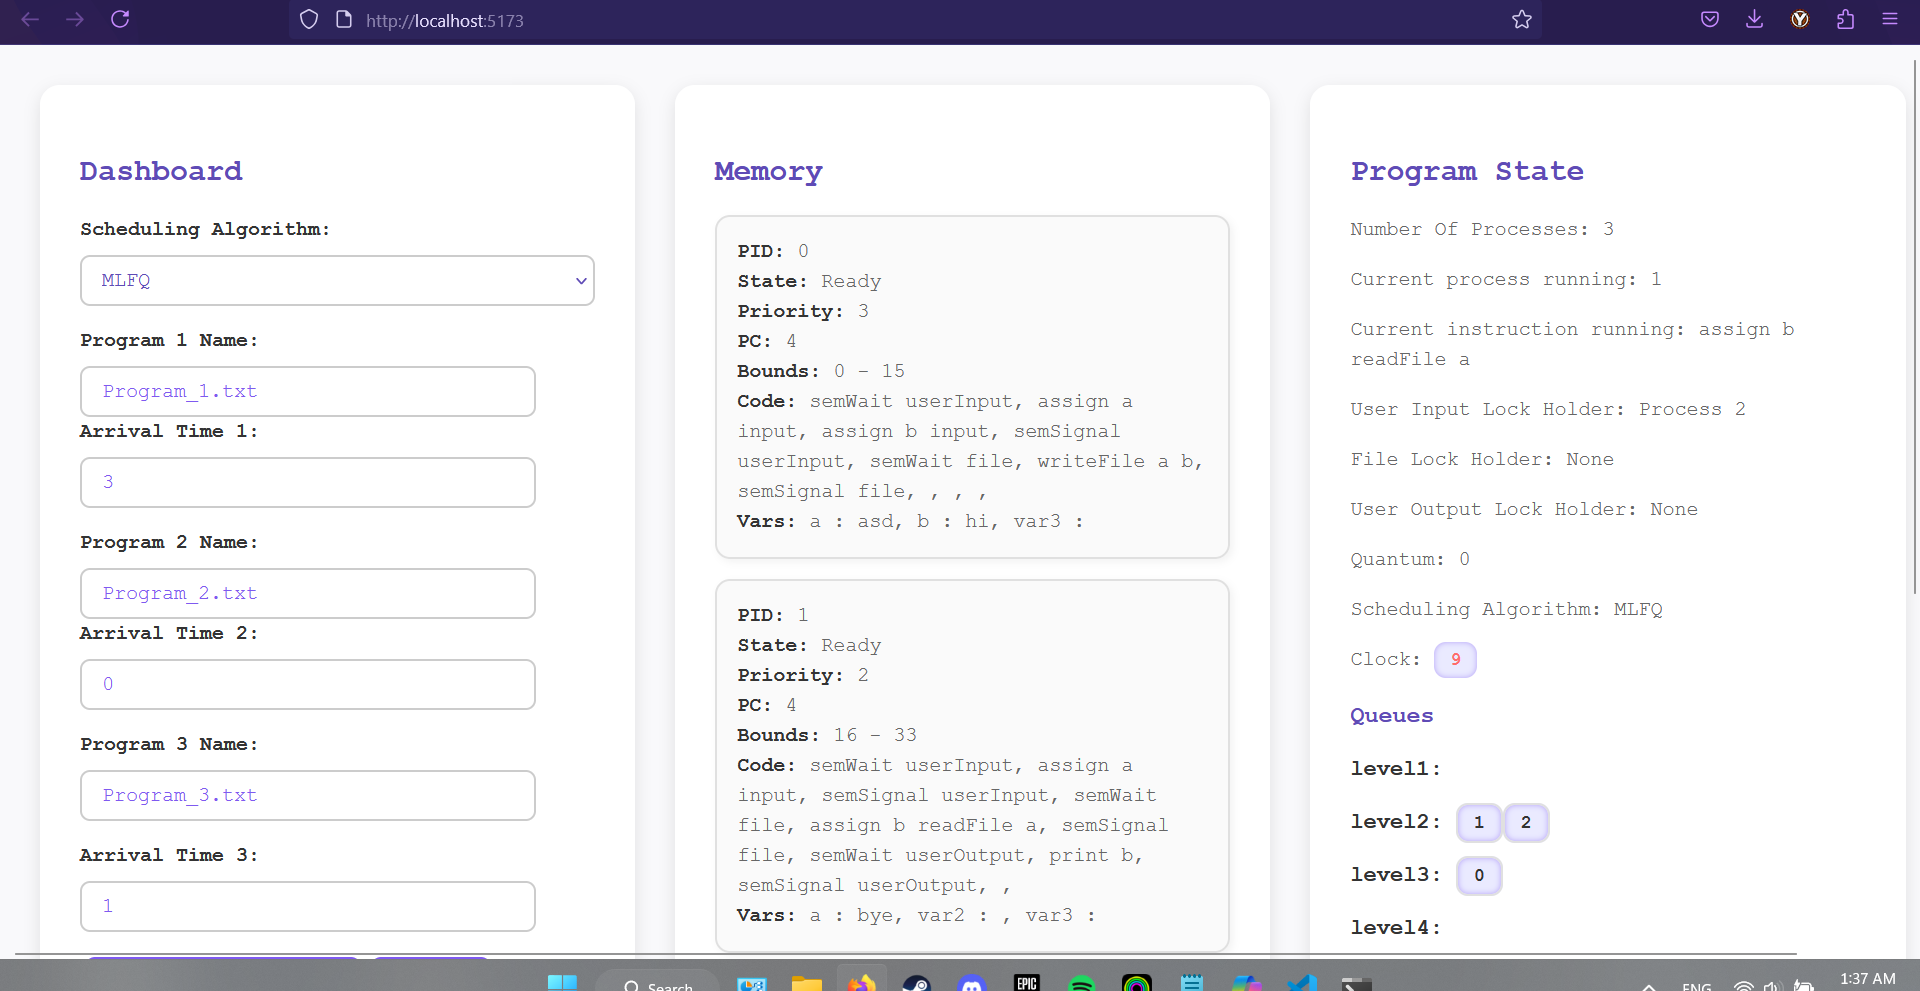 http://localhost:5173
Dashboard
Scheduling Algorithm:
MLFQ
Program 1 Name:
Program_1.txt
Arrival Time 1:
3
Program 2 Name:
Program_2.txt
Arrival Time 2:
0
Program 3 Name:
Program_3.txt
Arrival Time 3:
1
Memory
PID: 0
State: Ready
Priority: 3
PC: 4
Bounds: 0 - 15
Code: semWait userInput, assign a
input, assign b input, semSignal
userInput, semWait file, writeFile a b,
semSignal file, , , ,
Vars: a : asd, b : hi, var3 :
PID: 1
State: Ready
Priority: 2
PC: 4
Bounds: 16 - 33
Code: semWait userInput, assign a
input, semSignal userInput, semWait
file, assign b readFile a, semSignal
file, semWait userOutput, print b,
semSignal userOutput, ,
Vars: a : bye, var2 : , var3 :
Program State
Number Of Processes: 3
Current process running: 1
Current instruction running: assign b
readFile a
User Input Lock Holder: Process 2
File Lock Holder: None
User Output Lock Holder: None
Quantum: 0
Scheduling Algorithm: MLFQ
Clock: 9
Queues
level1:
level2: 1 2
level3: 0
level4:
Search
EPIC
ENG
1:37 AM